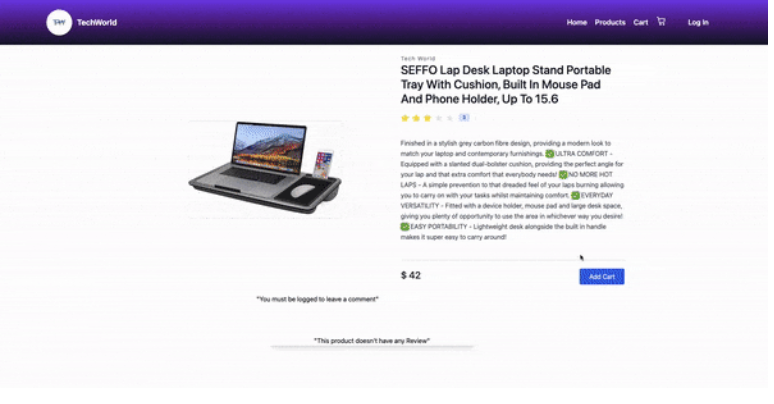 TechWorld
Home Products Cart Log In
Tech World
SEFFO Lap Desk Laptop Stand Portable
Tray With Cushion, Built In Mouse Pad
And Phone Holder, Up To 15.6
Finished in a stylish grey carbon fibre design, providing a modern look to
match your laptop and contemporary furnishings. ✅ULTRA COMFORT -
Equipped with a slanted dual-bolster cushion, providing the perfect angle for
your lap and that extra comfort that everybody needs! ✅NO MORE HOT
LAPS - A simple prevention to that dreaded feel of your laps burning allowing
you to carry on with your tasks whilst maintaining comfort. ✅EVERYDAY
VERSATILITY - Fitted with a device holder, mouse pad and large desk space,
giving you plenty of opportunity to use the area in whichever way you desire!
✅EASY PORTABILITY - Lightweight desk alongside the built in handle
makes it super easy to carry around!
$ 42
Add Cart
"You must be logged to leave a comment"
"This product doesn't have any Review"